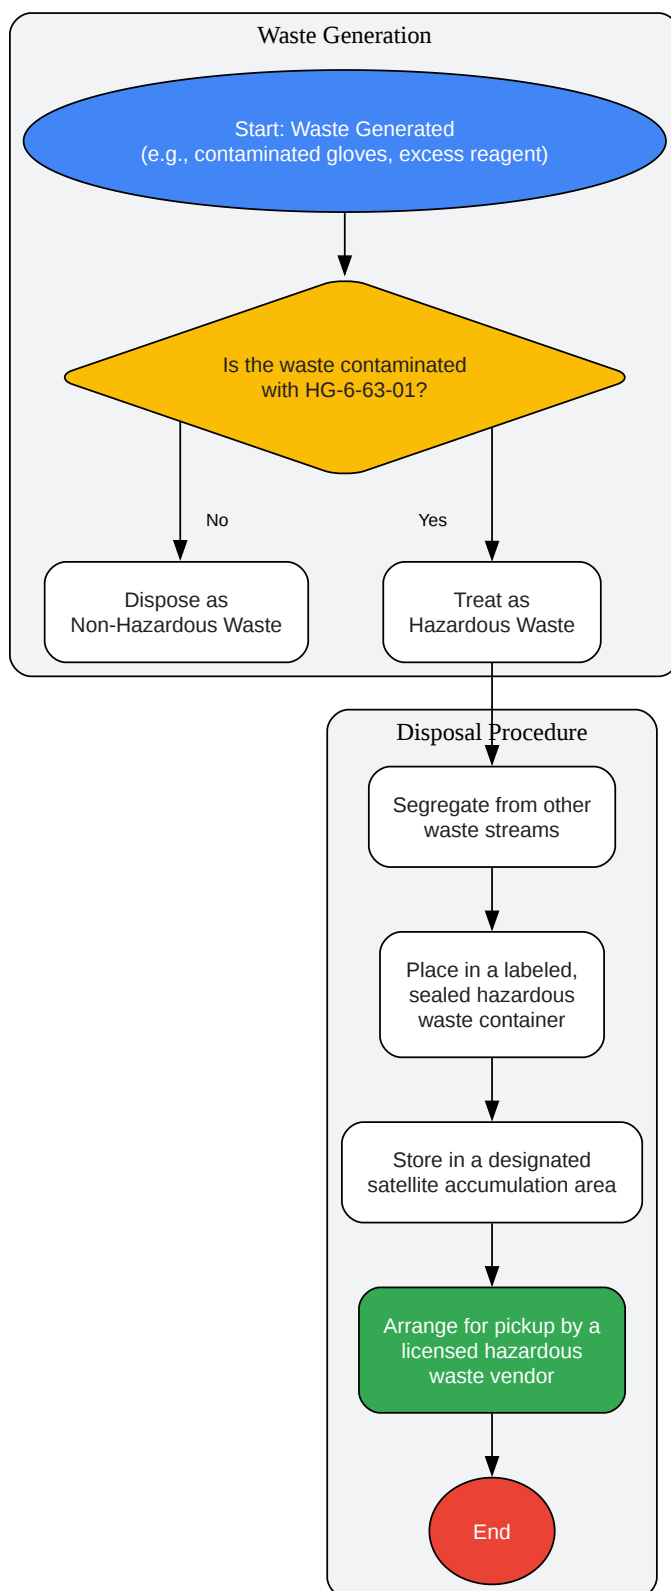 Waste Generation
Start: Waste Generated
(e.g., contaminated gloves, excess reagent)
Is the waste contaminated
with HG-6-63-01?
No
Yes
Dispose as
Non-Hazardous Waste
Treat as
Hazardous Waste
Disposal Procedure
Segregate from other
waste streams
Place in a labeled,
sealed hazardous
waste container
Store in a designated
satellite accumulation area
Arrange for pickup by a
licensed hazardous
waste vendor
End